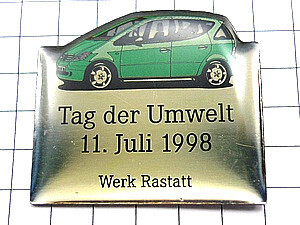 Tag der Umwelt
11. Juli 1998
Werk Rastatt